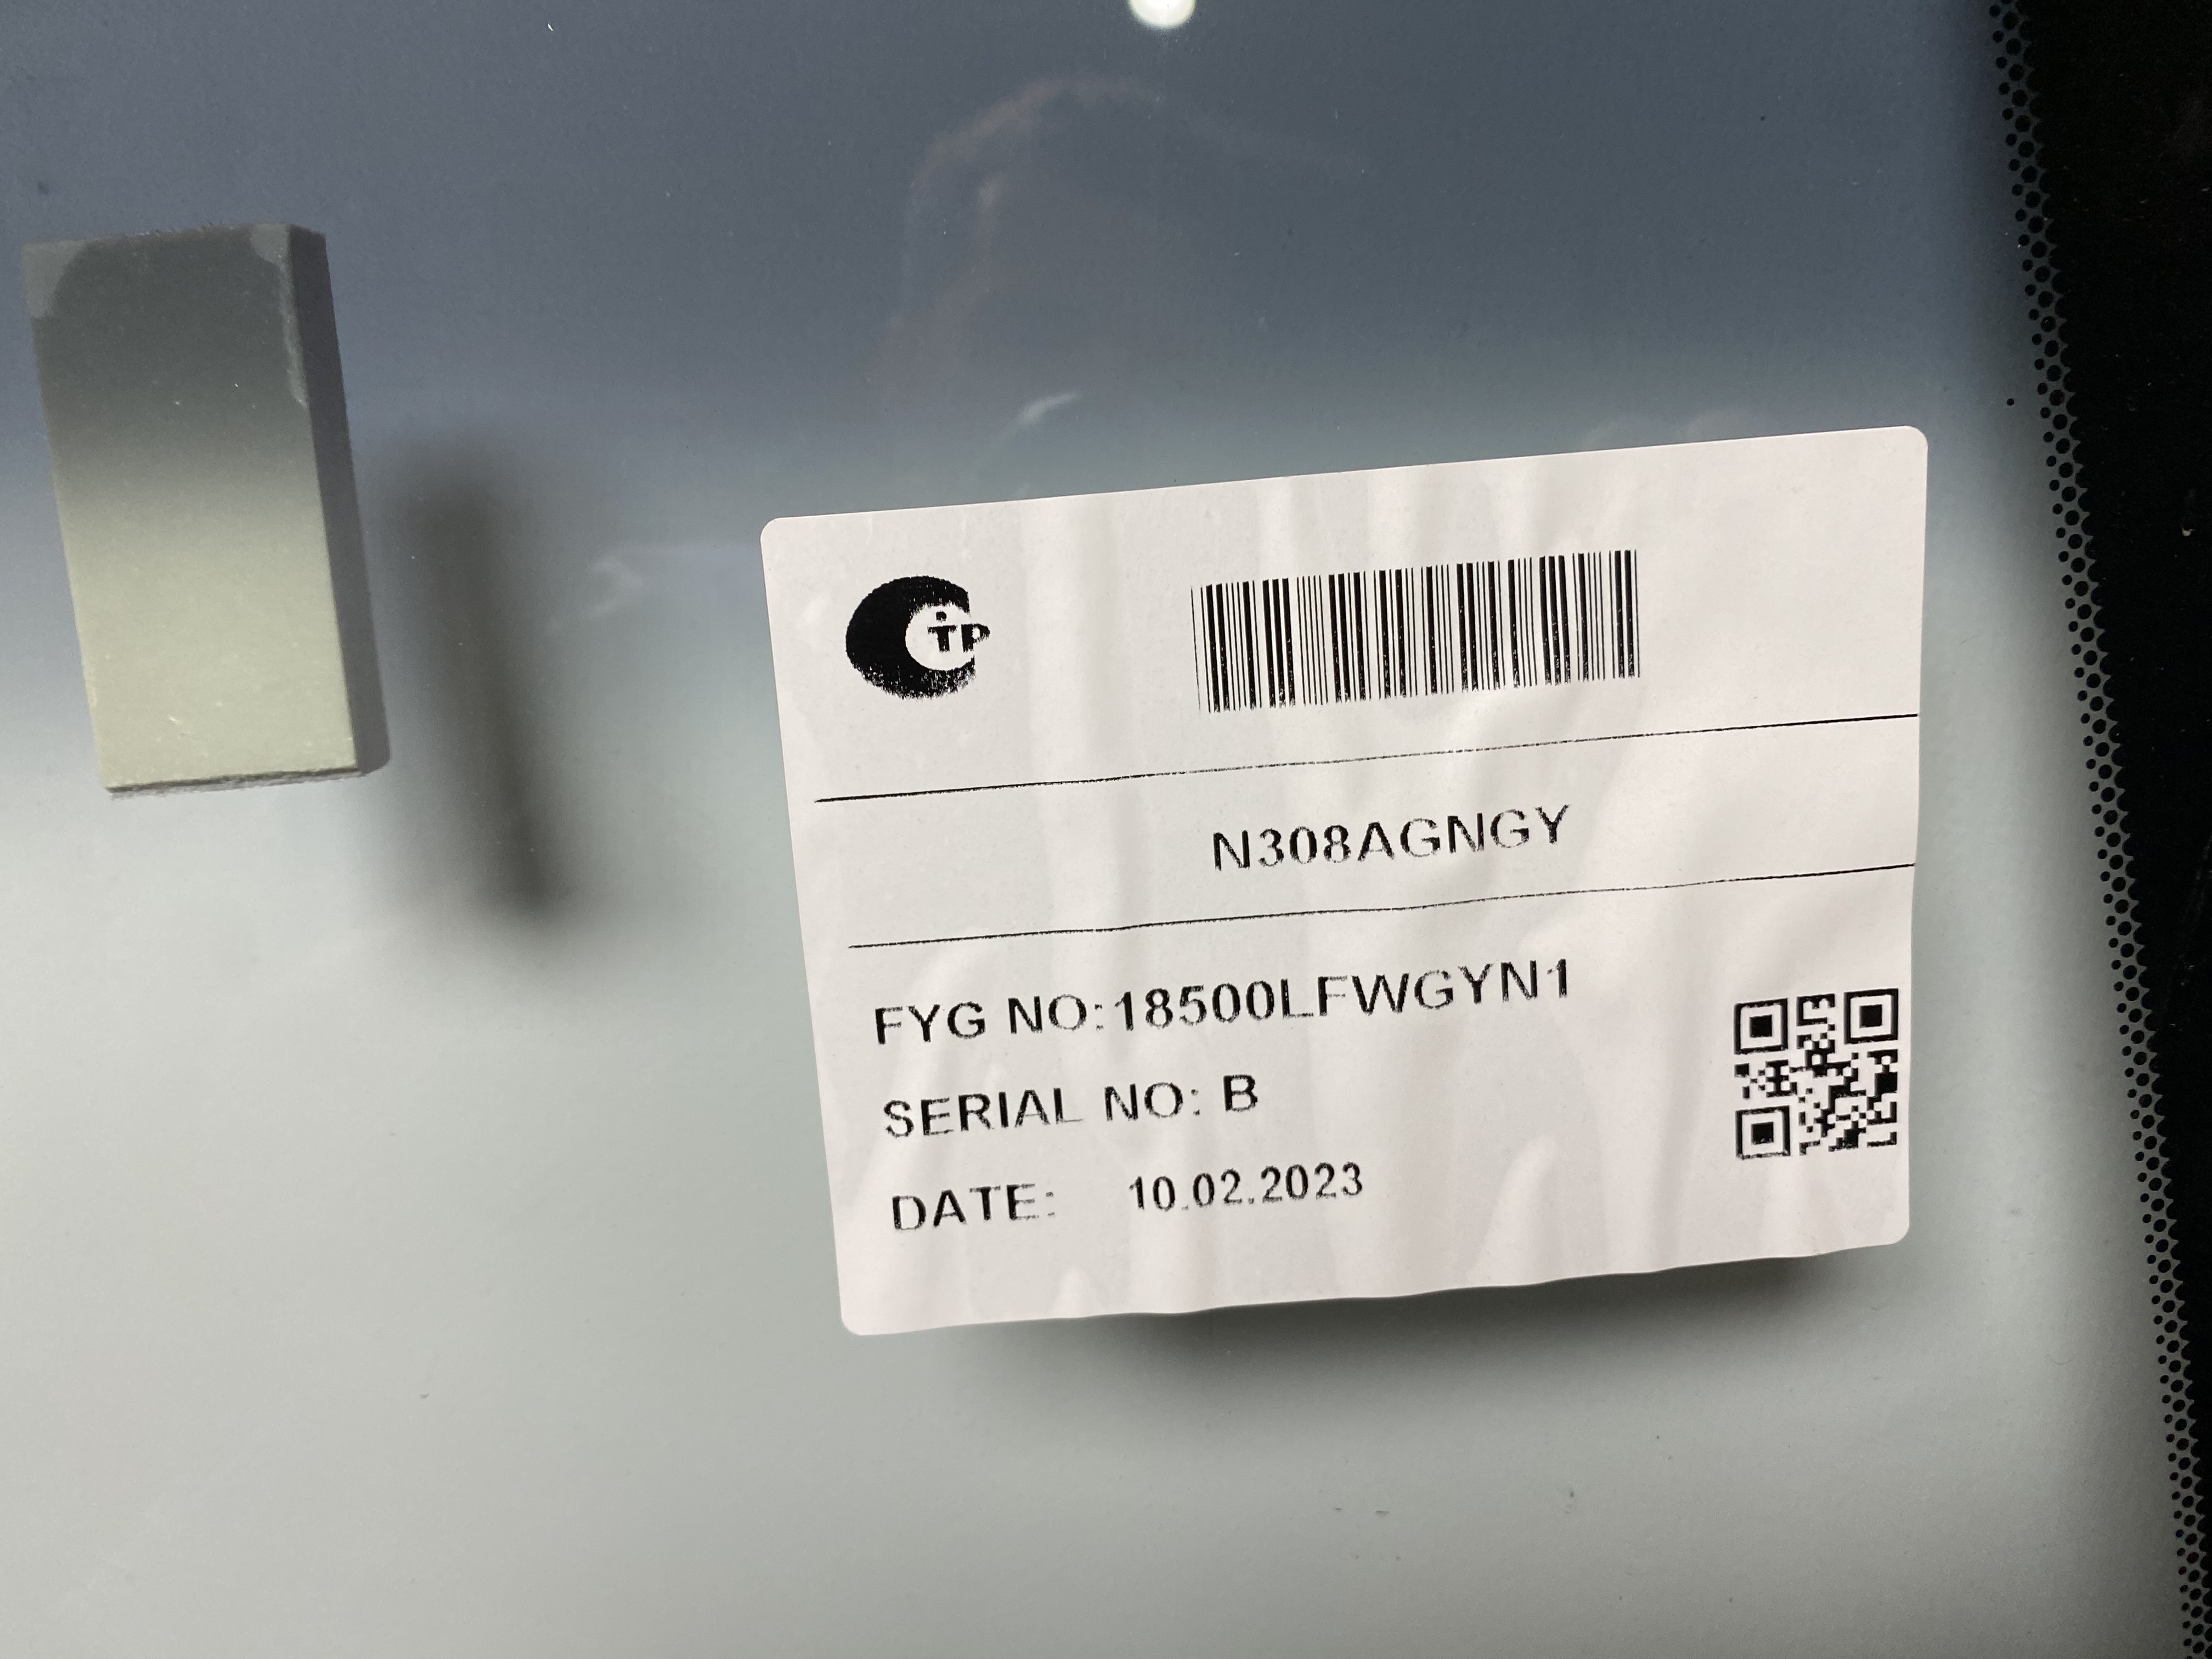 TP
N308AGNGY
FYG NO:18500LFWGYN1
SERIAL NO: B
DATE: 10.02.2023